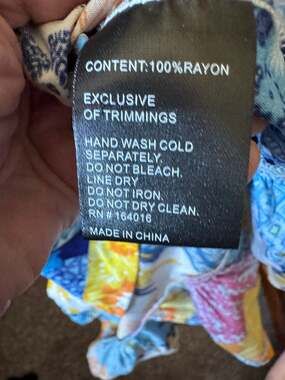 CONTENT:100%RAYON
EXCLUSIVE
OF TRIMMINGS
HAND WASH COLD
SEPARATELY.
DO NOT BLEACH.
LINE DRY
DO NOT IRON.
DO NOT DRY CLEAN.
RN # 164016
MADE IN CHINA